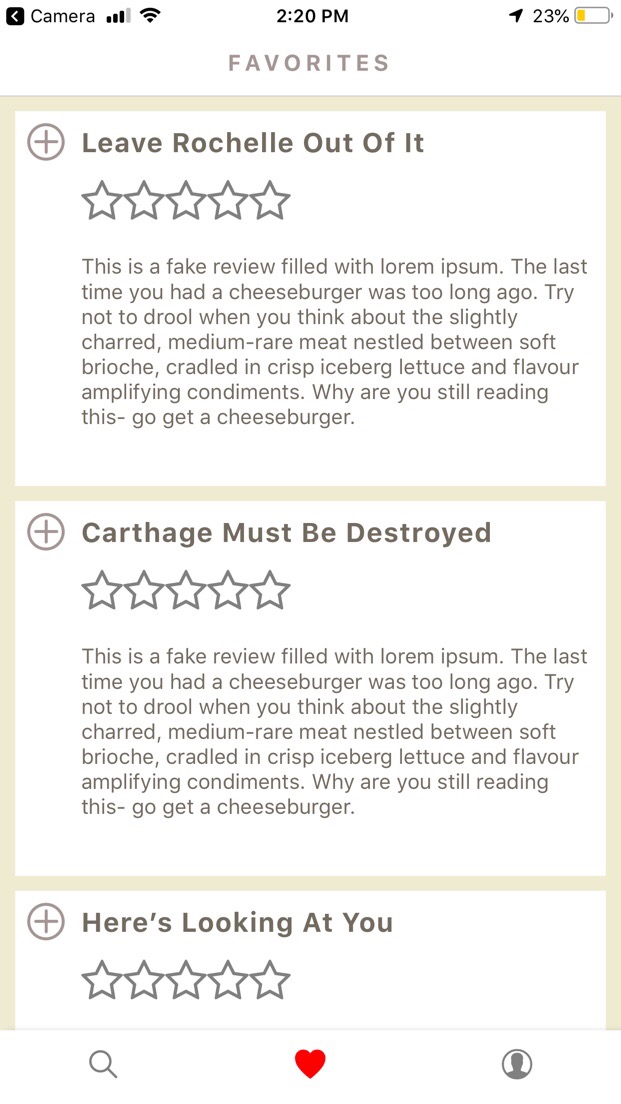 Camera 2:20 PM 23%
FAVORITES
Leave Rochelle Out Of It
This is a fake review filled with lorem ipsum. The last
time you had a cheeseburger was too long ago. Try
not to drool when you think about the slightly
charred, medium-rare meat nestled between soft
brioche, cradled in crisp iceberg lettuce and flavour
amplifying condiments. Why are you still reading
this- go get a cheeseburger.
Carthage Must Be Destroyed
This is a fake review filled with lorem ipsum. The last
time you had a cheeseburger was too long ago. Try
not to drool when you think about the slightly
charred, medium-rare meat nestled between soft
brioche, cradled in crisp iceberg lettuce and flavour
amplifying condiments. Why are you still reading
this- go get a cheeseburger.
Here’s Looking At You